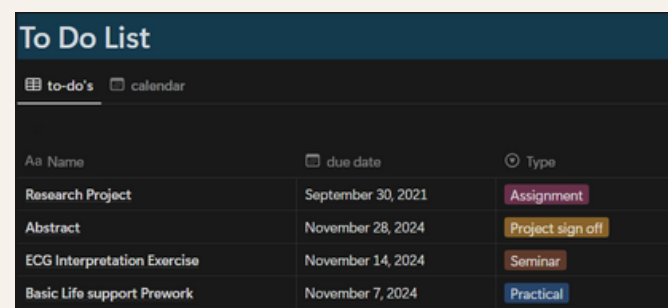 To Do List
to-do's calendar
Aa Name due date Type
Research Project September 30, 2021 Assignment
Abstract November 28, 2024 Project sign off
ECG Interpretation Exercise November 14, 2024 Seminar
Basic Life support Prework November 7, 2024 Practical